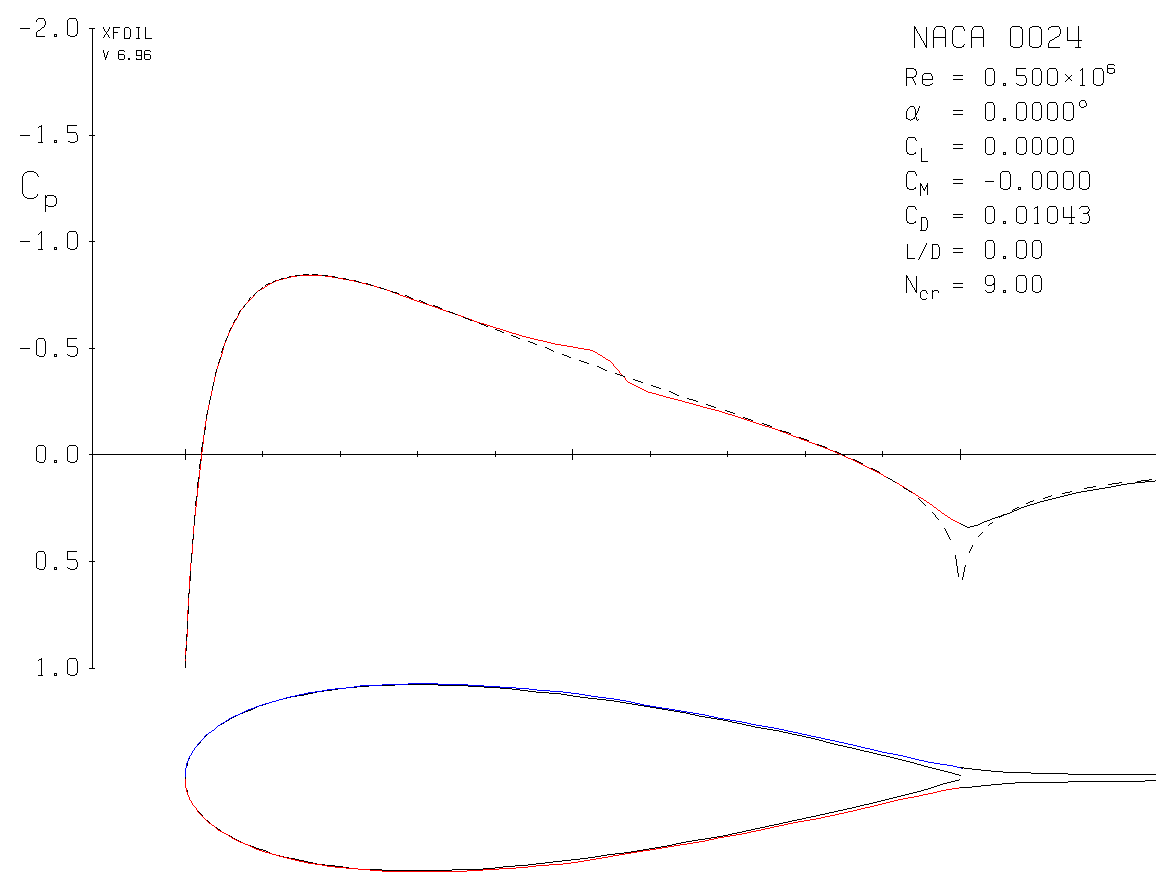 -2.0
XFOIL
V 6.96
NACA 0024
Re = 0.500×10⁶
α = 0.0000°
-1.5
C_L = 0.0000
C_p
C_M = -0.0000
C_D = 0.01043
-1.0
L/D = 0.00
N_cr = 9.00
-0.5
0.0
0.5
1.0